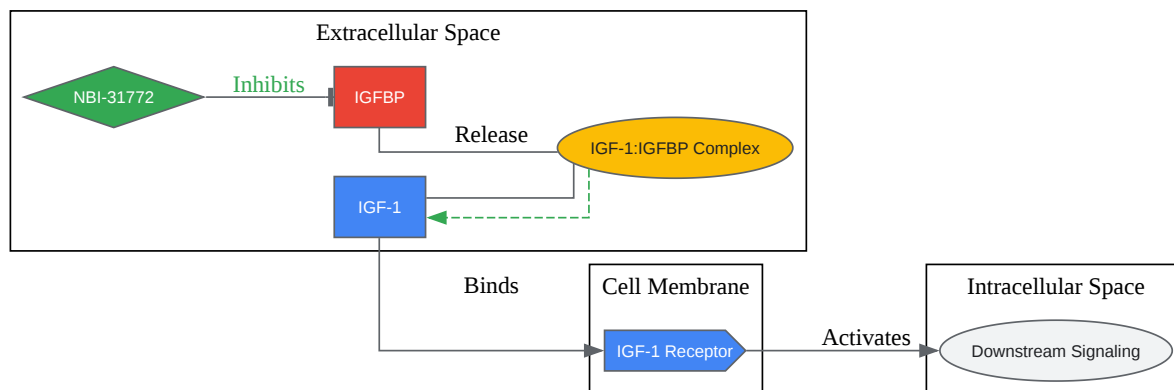 Extracellular Space
NBI-31772
Inhibits
IGFBP
Release
IGF-1:IGFBP Complex
IGF-1
Binds
Cell Membrane
IGF-1 Receptor
Activates
Intracellular Space
Downstream Signaling